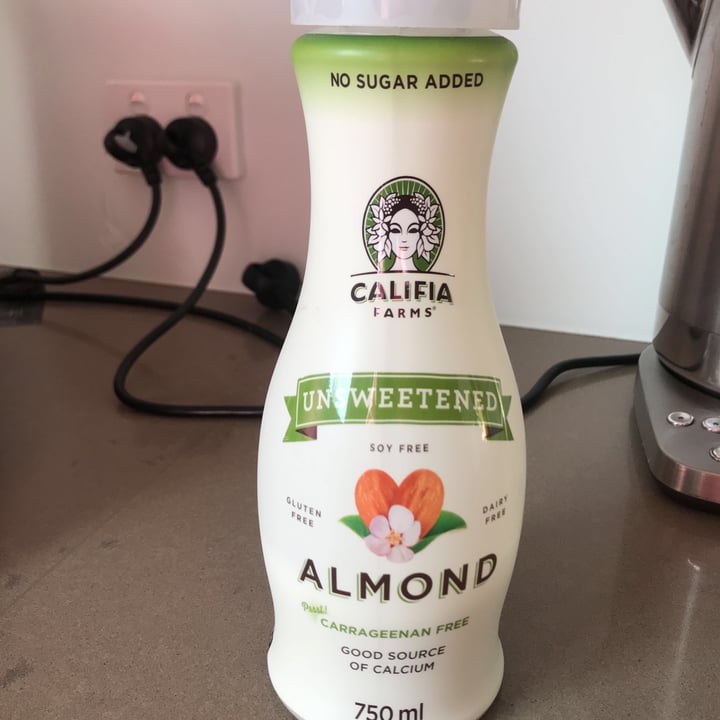 NO SUGAR ADDED
CALIFIA
FARMS®
UNSWEETENED
SOY FREE
GLUTEN
FREE
DAIRY
FREE
ALMOND
Pssst!
CARRAGEENAN FREE
GOOD SOURCE
OF CALCIUM
750 ml